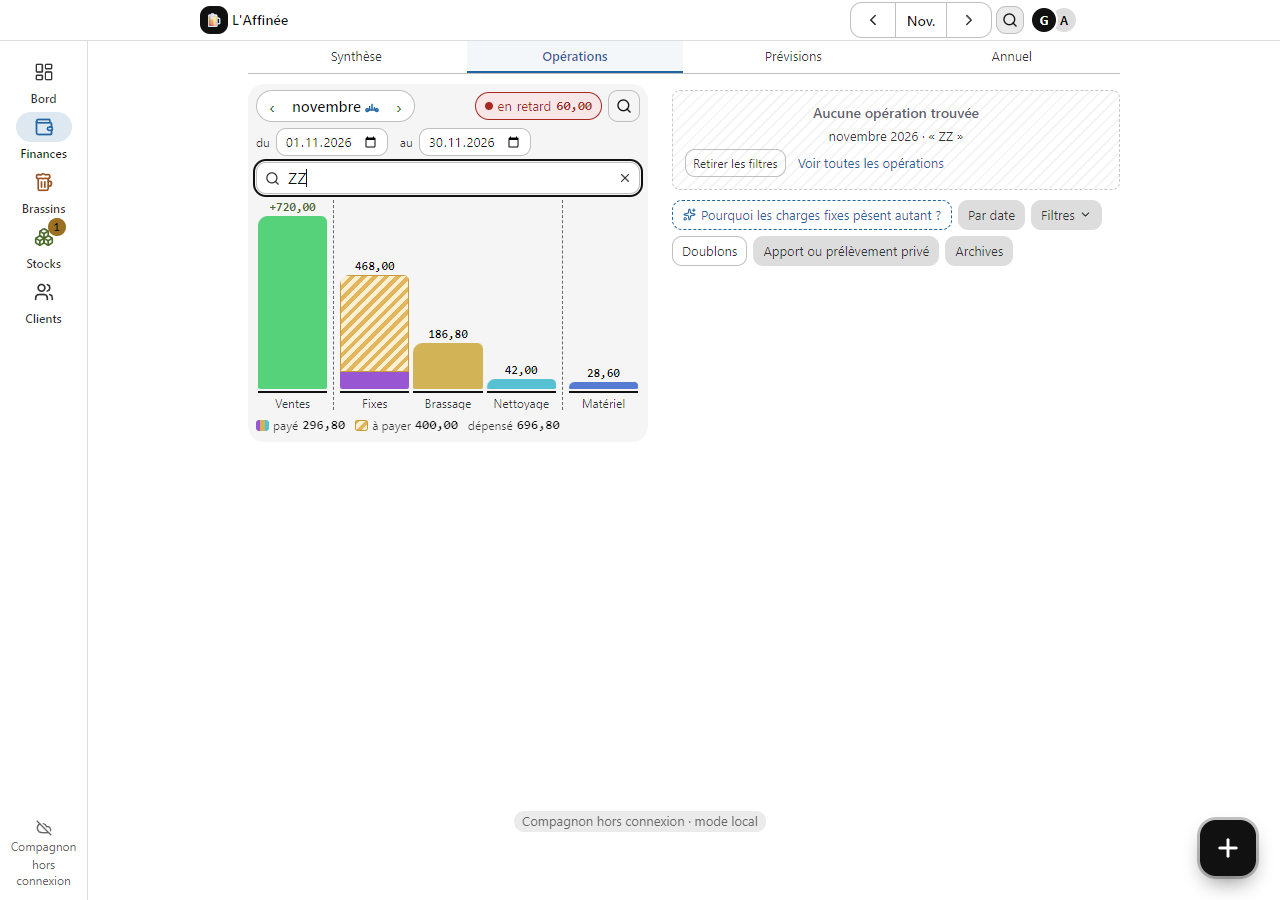 L'Affinée
Nov.
G
A
Bord
Finances
Brassins
1
Stocks
Clients
Compagnon
hors
connexion
Synthèse
Opérations
Prévisions
Annuel
novembre
en retard 60,00
du 01.11.2026 au 30.11.2026
ZZ
+720,00
468,00
186,80
42,00
28,60
Ventes
Fixes
Brassage
Nettoyage
Matériel
payé 296,80 à payer 400,00 dépensé 696,80
Aucune opération trouvée
novembre 2026 · « ZZ »
Retirer les filtres Voir toutes les opérations
Pourquoi les charges fixes pèsent autant ? Par date Filtres
Doublons Apport ou prélèvement privé Archives
Compagnon hors connexion · mode local